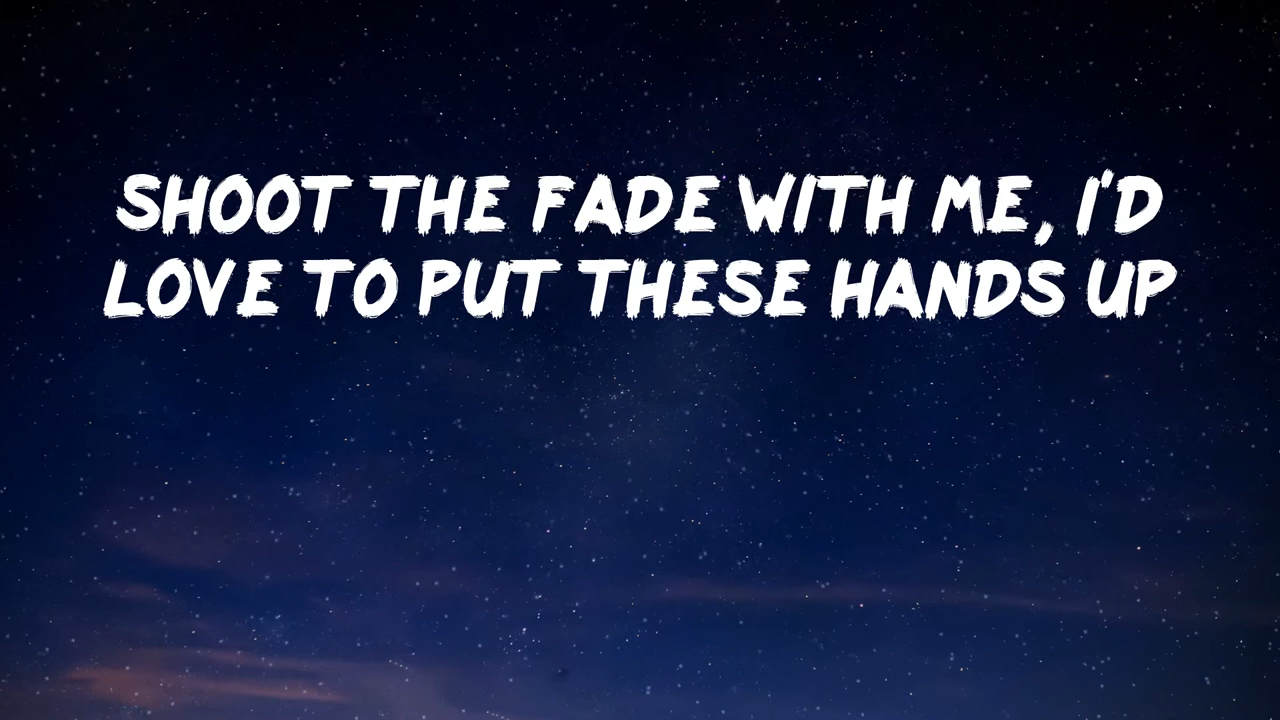 SHOOT THE FADE WITH ME, I'D
LOVE TO PUT THESE HANDS UP